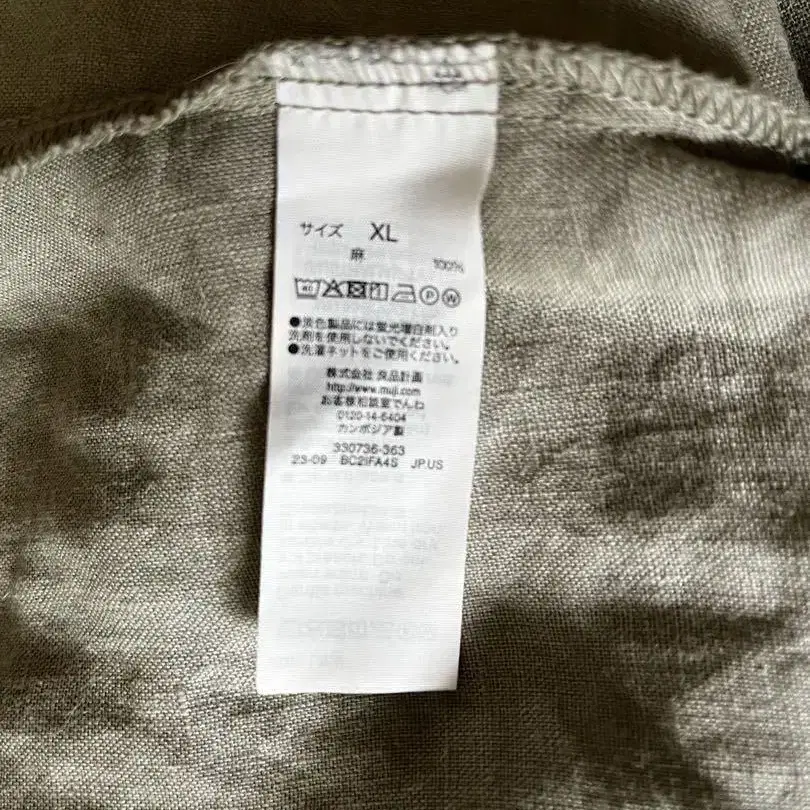 サイズ XL
麻 100%
40 P W
●淡色製品には蛍光増白剤入り
洗剤を使用しないでください。
●洗濯ネットをご使用ください。
株式会社 良品計画
http://www.muji.com
お客様相談室でんわ
0120-14-6404
カンボジア製
330736-363
23-09 BC2IFA4S JP.US